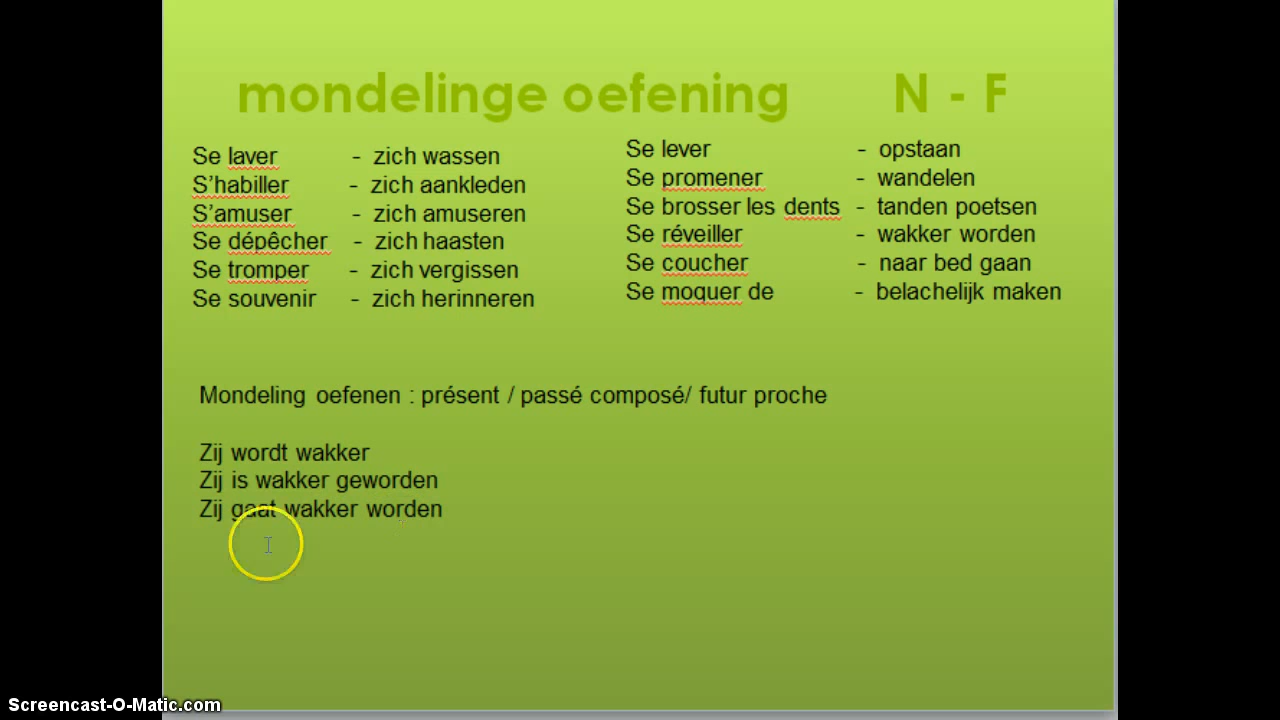 mondelinge oefening N - F
Se laver - zich wassen
S'habiller - zich aankleden
S'amuser - zich amuseren
Se dépêcher - zich haasten
Se tromper - zich vergissen
Se souvenir - zich herinneren
Se lever - opstaan
Se promener - wandelen
Se brosser les dents - tanden poetsen
Se réveiller - wakker worden
Se coucher - naar bed gaan
Se moquer de - belachelijk maken
Mondeling oefenen : présent / passé composé/ futur proche
Zij wordt wakker
Zij is wakker geworden
Zij gaat wakker worden
Screencast-O-Matic.com